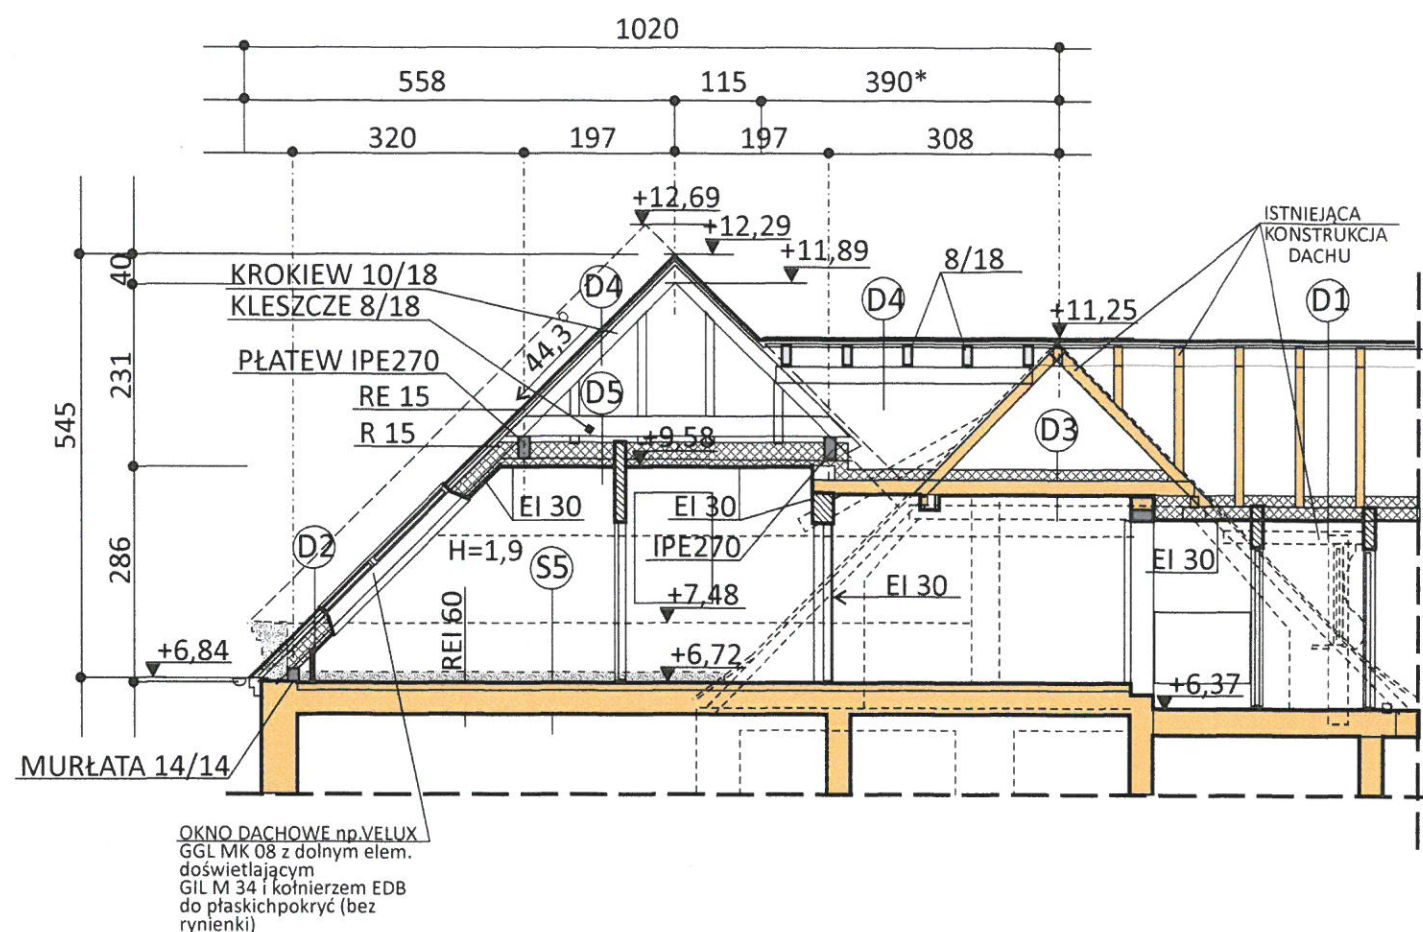 1020
558 115 390*
320 197 197 308
+12,69
+12,29
+11,89
ISTNIEJĄCA
KONSTRUKCJA
DACHU
40
KROKIEW 10/18
D4
8/18
D4
D1
KLESZCZE 8/18
+11,25
44,3°
PŁATEW IPE270
231
RE 15
D5
545
R 15
+9,58
D3
EI 30
EI 30
D2
286
H=1,9
S5
IPE270
EI 30
EI 30
+7,48
REI 60
+6,84
+6,72
+6,37
MURŁATA 14/14
OKNO DACHOWE np.VELUX
GGL MK 08 z dolnym elem.
doświetlającym
GIL M 34 i kołnierzem EDB
do płaskichpokryć (bez
rynienki)